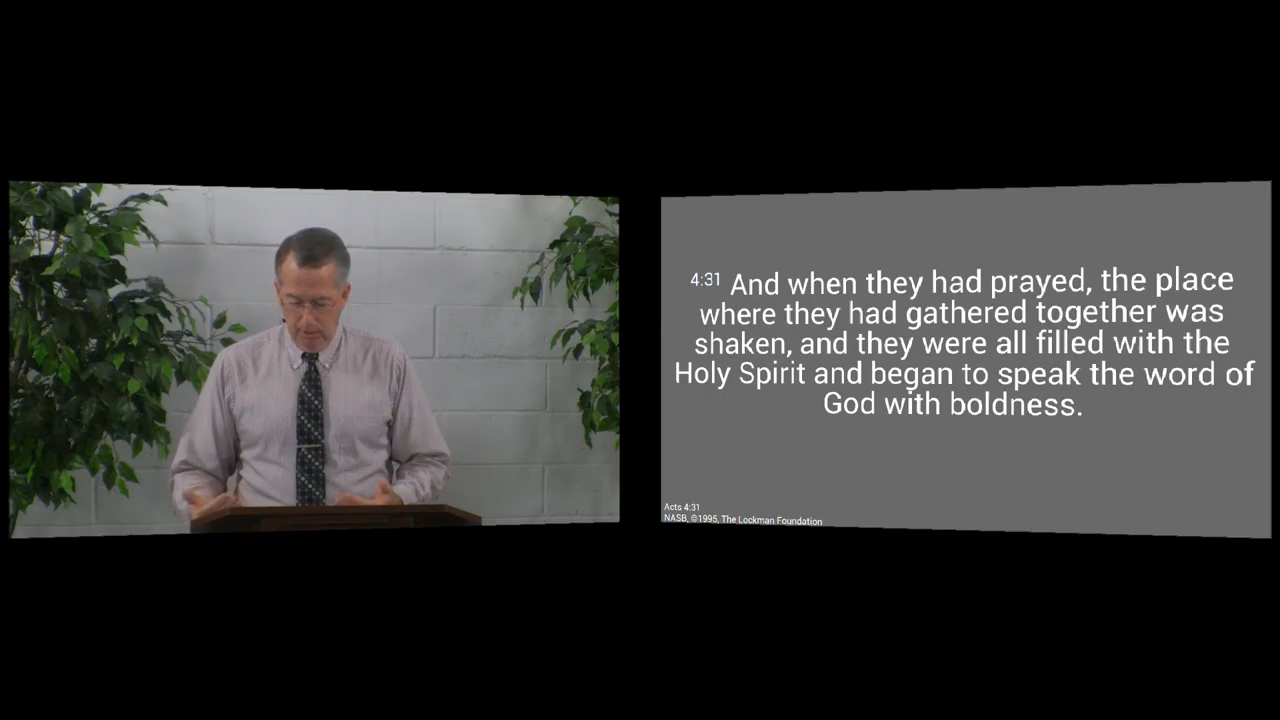 4:31 And when they had prayed, the place
where they had gathered together was
shaken, and they were all filled with the
Holy Spirit and began to speak the word of
God with boldness.
Acts 4:31
NASB, ©1995, The Lockman Foundation